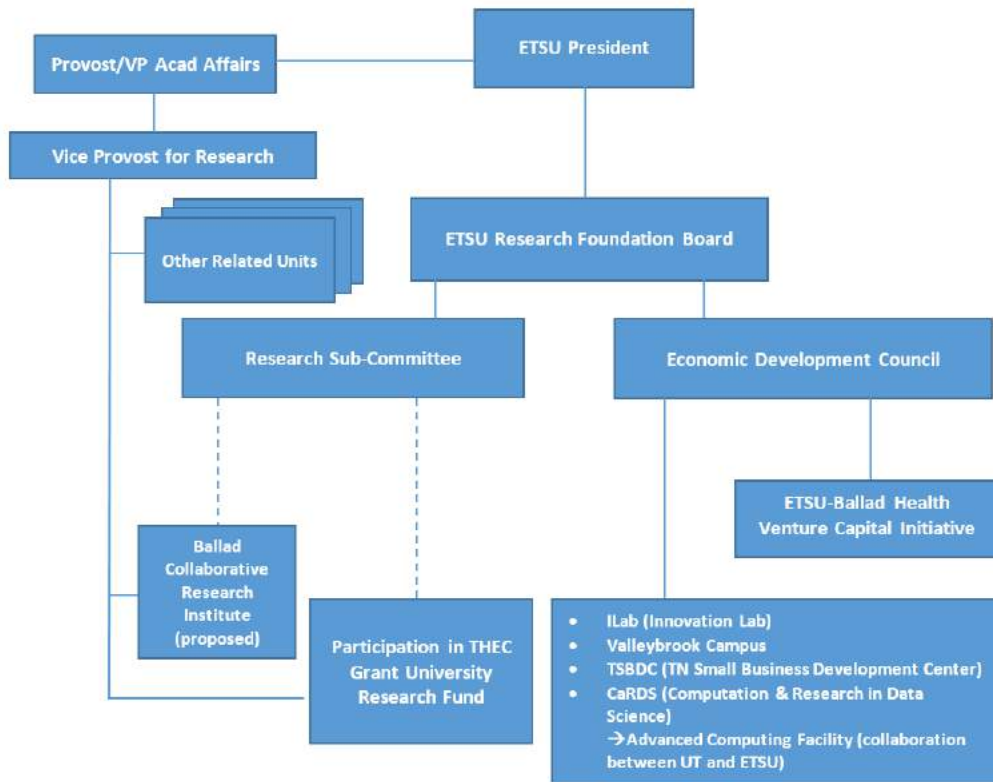 ETSU President
Provost/VP Acad Affairs
Vice Provost for Research
Other Related Units
ETSU Research Foundation Board
Research Sub-Committee
Economic Development Council
ETSU-Ballad Health
Venture Capital Initiative
Ballad
Collaborative
Research
Institute
(proposed)
Participation in THEC
Grant University
Research Fund
• ILab (Innovation Lab)
• Valleybrook Campus
• TSBDC (TN Small Business Development Center)
• CaRDS (Computation & Research in Data
Science)
→Advanced Computing Facility (collaboration
between UT and ETSU)